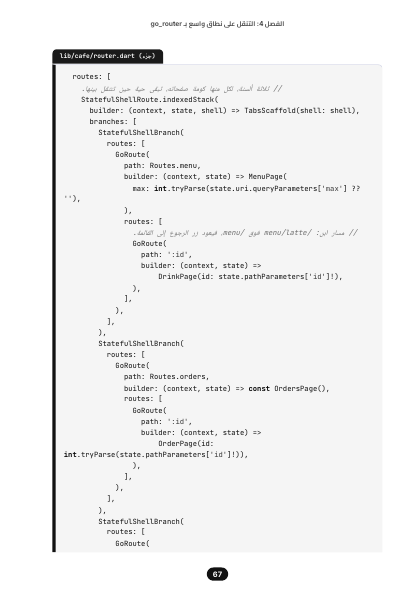 الفصل 4: التنقل على نطاق واسع بـ go_router
lib/cafe/router.dart (جزء)
routes: [
// ثلاثة ألسنة، لكل منها كومة صفحاته، تبقى حية حين تنتقل بينها.
StatefulShellRoute.indexedStack(
builder: (context, state, shell) => TabsScaffold(shell: shell),
branches: [
StatefulShellBranch(
routes: [
GoRoute(
path: Routes.menu,
builder: (context, state) => MenuPage(
max: int.tryParse(state.uri.queryParameters['max'] ??
''),
),
routes: [
// مسار ابن: /menu/latte فوق /menu، فيعود زر الرجوع إلى القائمة.
GoRoute(
path: ':id',
builder: (context, state) =>
DrinkPage(id: state.pathParameters['id']!),
),
],
),
],
),
StatefulShellBranch(
routes: [
GoRoute(
path: Routes.orders,
builder: (context, state) => const OrdersPage(),
routes: [
GoRoute(
path: ':id',
builder: (context, state) =>
OrderPage(id:
int.tryParse(state.pathParameters['id']!)),
),
],
),
],
),
StatefulShellBranch(
routes: [
GoRoute(
67